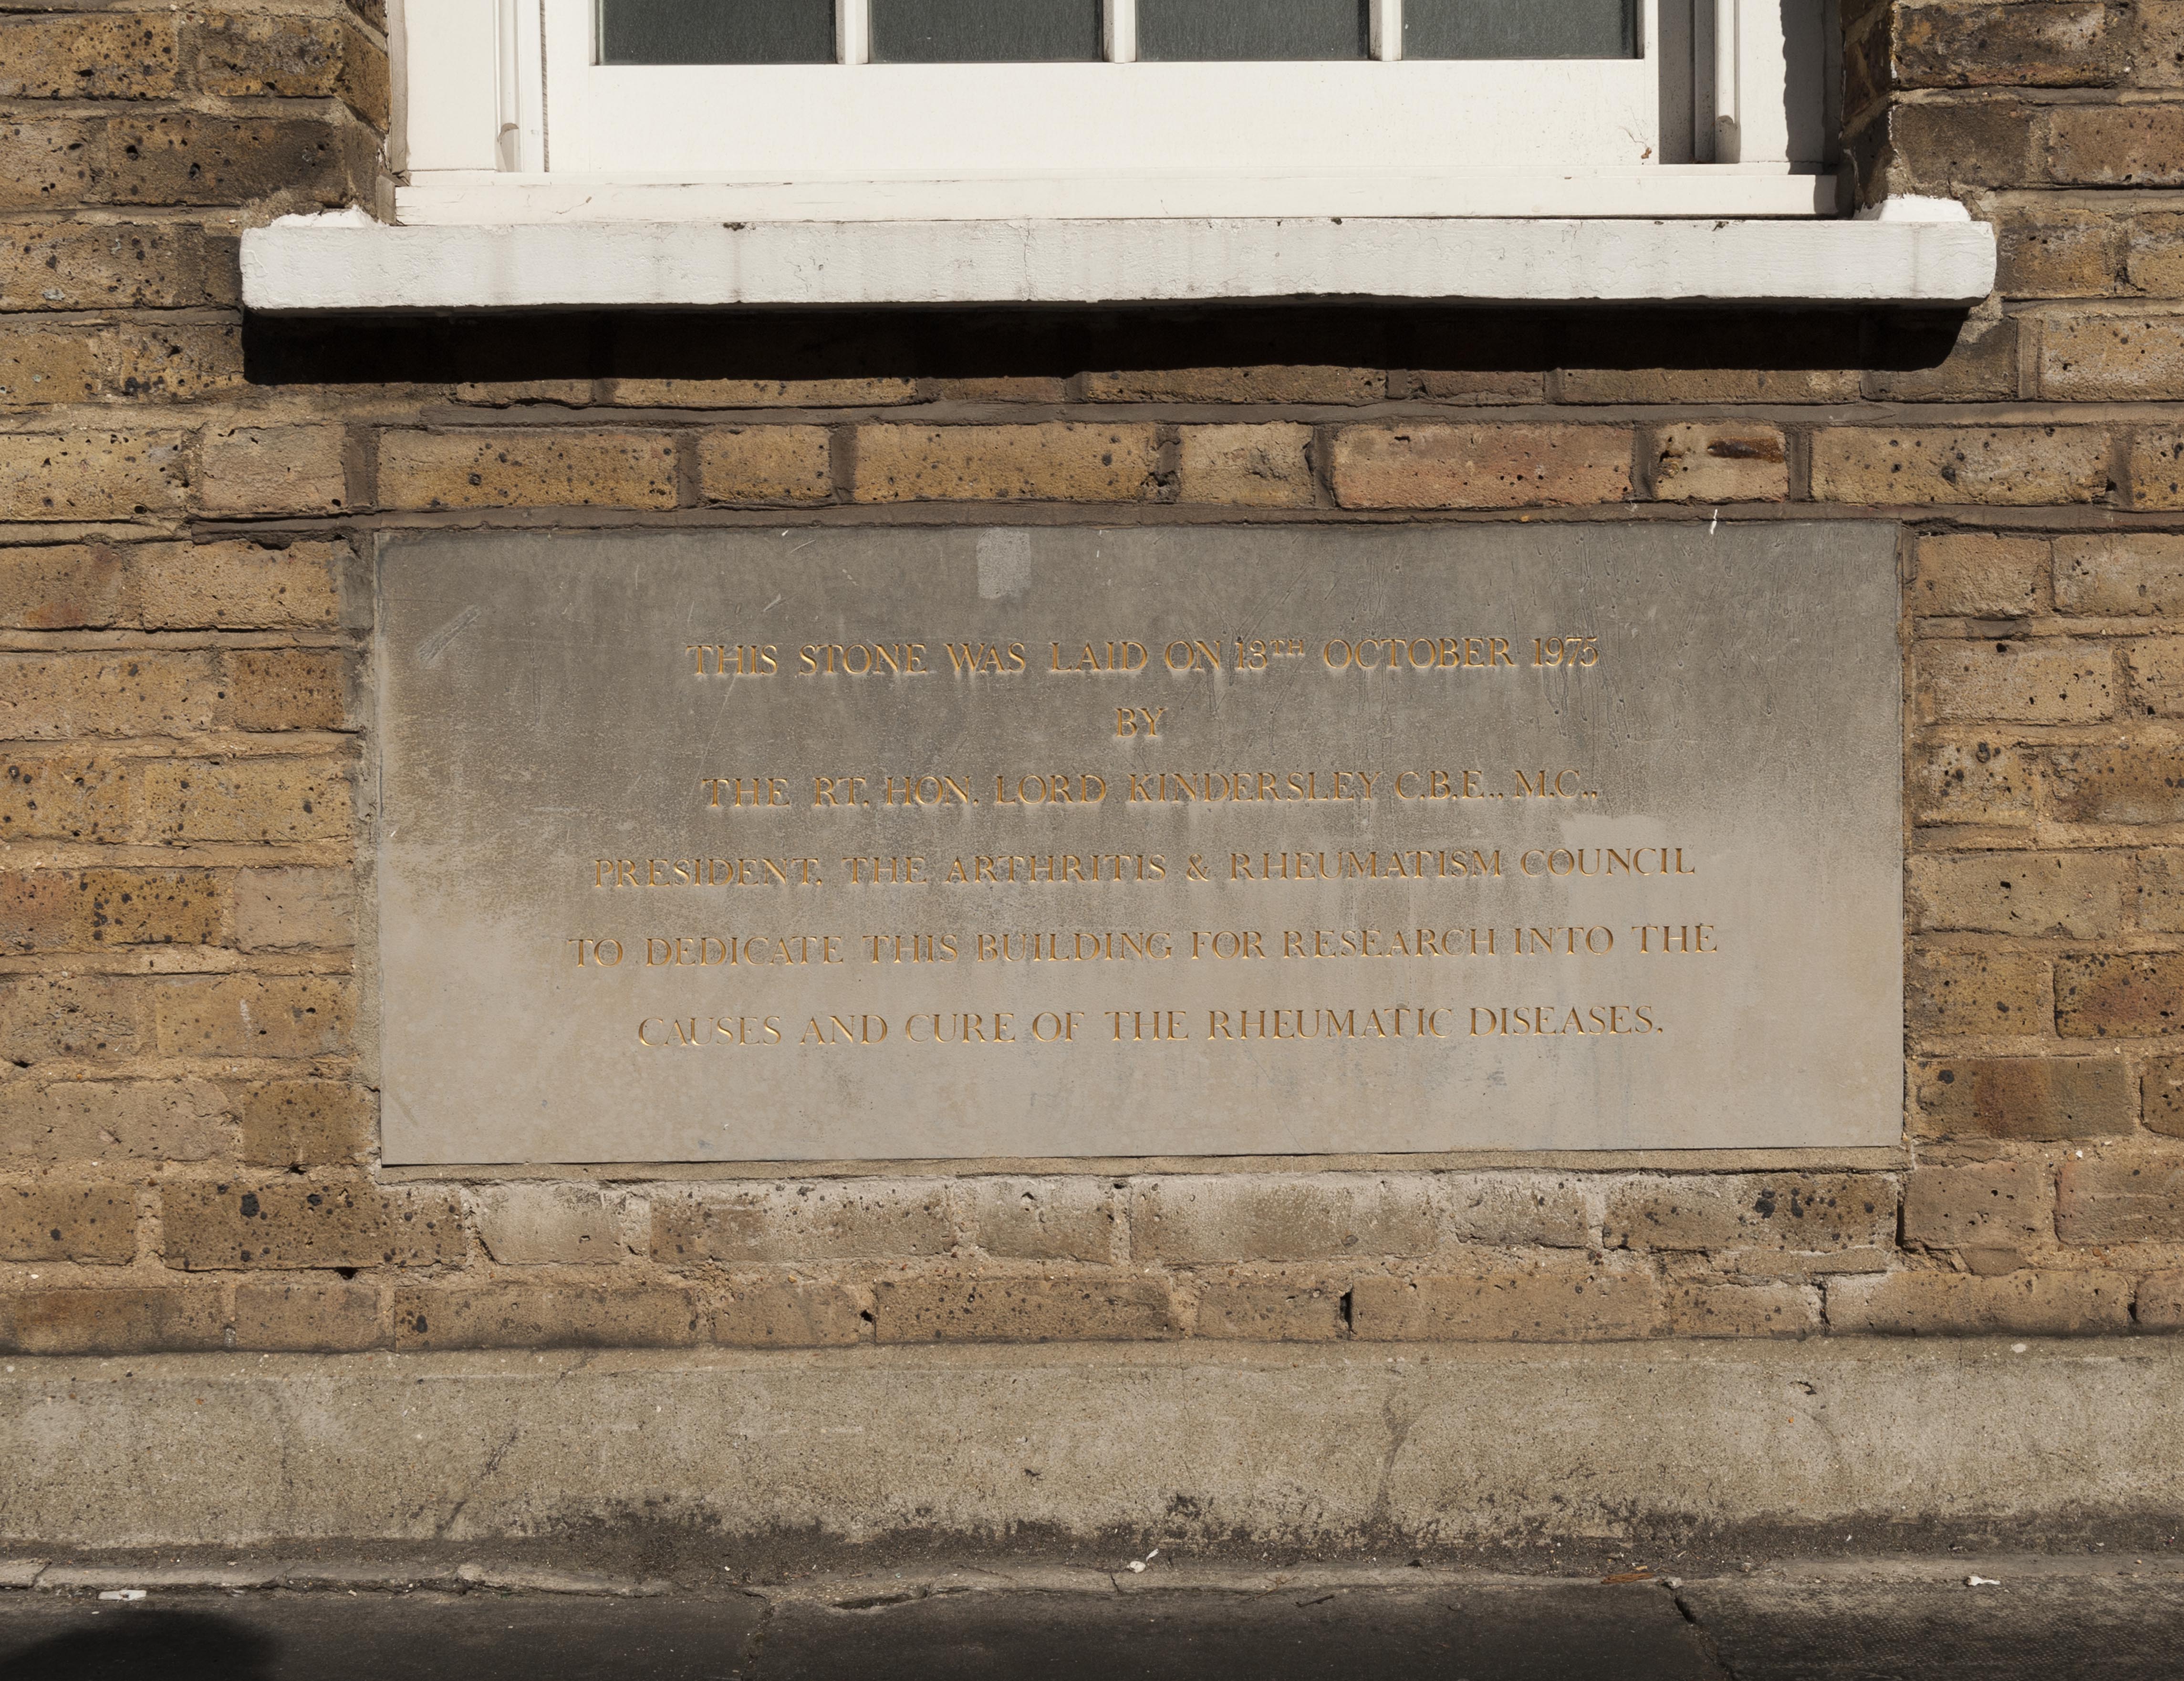 THIS STONE WAS LAID ON 13TH OCTOBER 1975
BY
THE RT. HON. LORD KINDERSLEY C.B.E., M.C.,
PRESIDENT, THE ARTHRITIS & RHEUMATISM COUNCIL
TO DEDICATE THIS BUILDING FOR RESEARCH INTO THE
CAUSES AND CURE OF THE RHEUMATIC DISEASES.